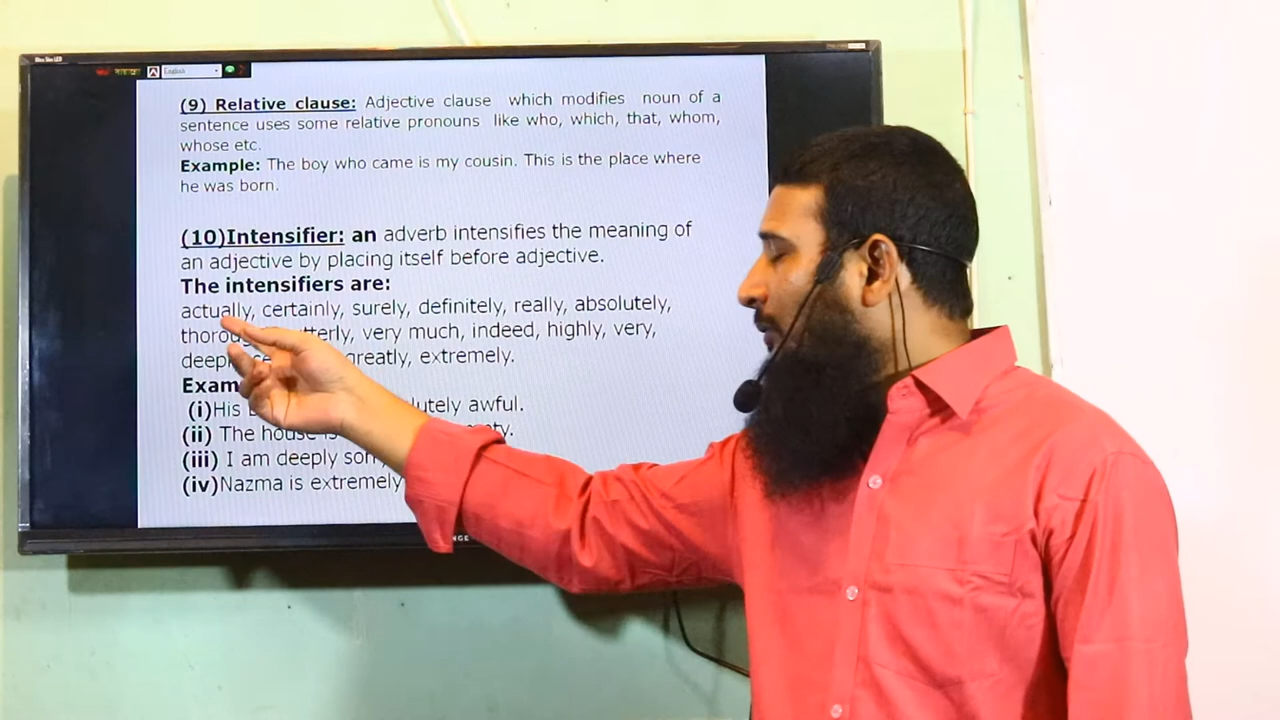 English
(9) Relative clause: Adjective clause which modifies noun of a
sentence uses some relative pronouns like who, which, that, whom,
whose etc.
Example: The boy who came is my cousin. This is the place where
he was born.
(10)Intensifier: an adverb intensifies the meaning of
an adjective by placing itself before adjective.
The intensifiers are:
actually, certainly, surely, definitely, really, absolutely,
very much, indeed, highly, very,
greatly, extremely.
(i)His awful.
(ii) The house is
(iii) I am deeply sorry
(iv)Nazma is extremely